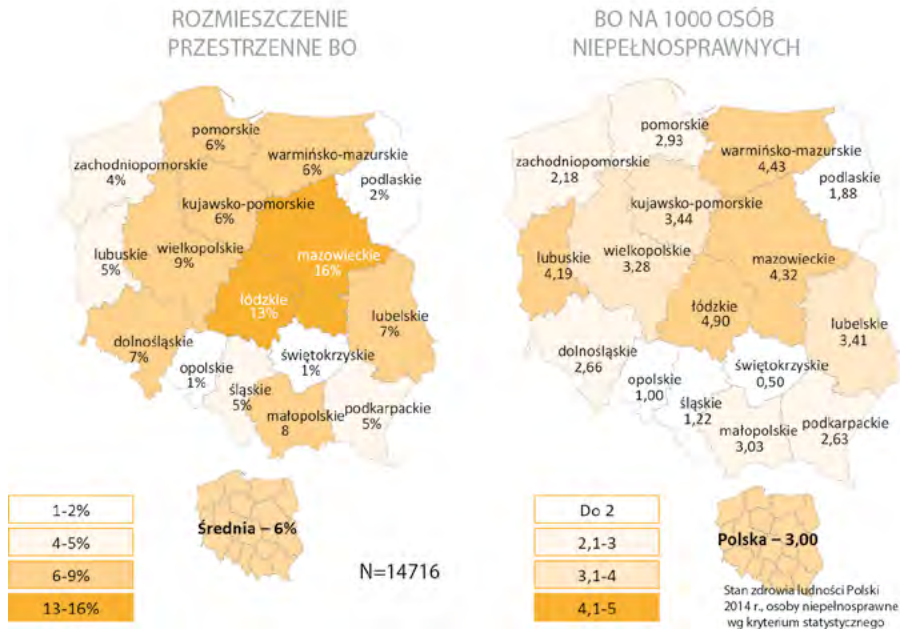 ROZMIESZCZENIE
PRZESTRZENNE BO
pomorskie
6%
warmińsko-mazurskie
6%
zachodniopomorskie
4%
podlaskie
2%
kujawsko-pomorskie
6%
lubuskie
5%
wielkopolskie
9%
mazowieckie
16%
łódzkie
13%
lubelskie
7%
dolnośląskie
7%
opolskie
1%
świętokrzyskie
1%
śląskie
5%
małopolskie
8
podkarpackie
5%
1-2%
4-5%
6-9%
13-16%
Średnia – 6%
N=14716
BO NA 1000 OSÓB
NIEPEŁNOSPRAWNYCH
pomorskie
2,93
warmińsko-mazurskie
4,43
zachodniopomorskie
2,18
podlaskie
1,88
kujawsko-pomorskie
3,44
lubuskie
4,19
wielkopolskie
3,28
mazowieckie
4,32
łódzkie
4,90
lubelskie
3,41
dolnośląskie
2,66
opolskie
1,00
świętokrzyskie
0,50
śląskie
1,22
małopolskie
3,03
podkarpackie
2,63
Do 2
2,1-3
3,1-4
4,1-5
Polska – 3,00
Stan zdrowia ludności Polski
2014 r., osoby niepełnosprawne
wg kryterium statystycznego